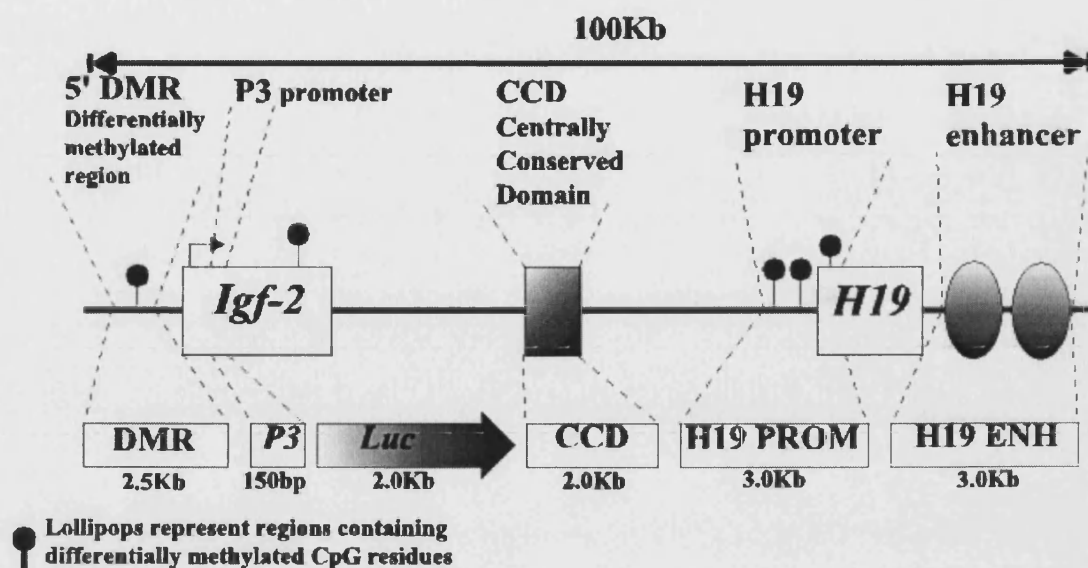 100Kb
5' DMR
Differentially
methylated
region
P3 promoter
CCD
Centrally
Conserved
Domain
H19
promoter
H19
enhancer
Igf-2
H19
DMR
P3
Luc
CCD
H19 PROM
H19 ENH
2.5Kb
150bp
2.0Kb
2.0Kb
3.0Kb
3.0Kb
Lollipops represent regions containing
differentially methylated CpG residues